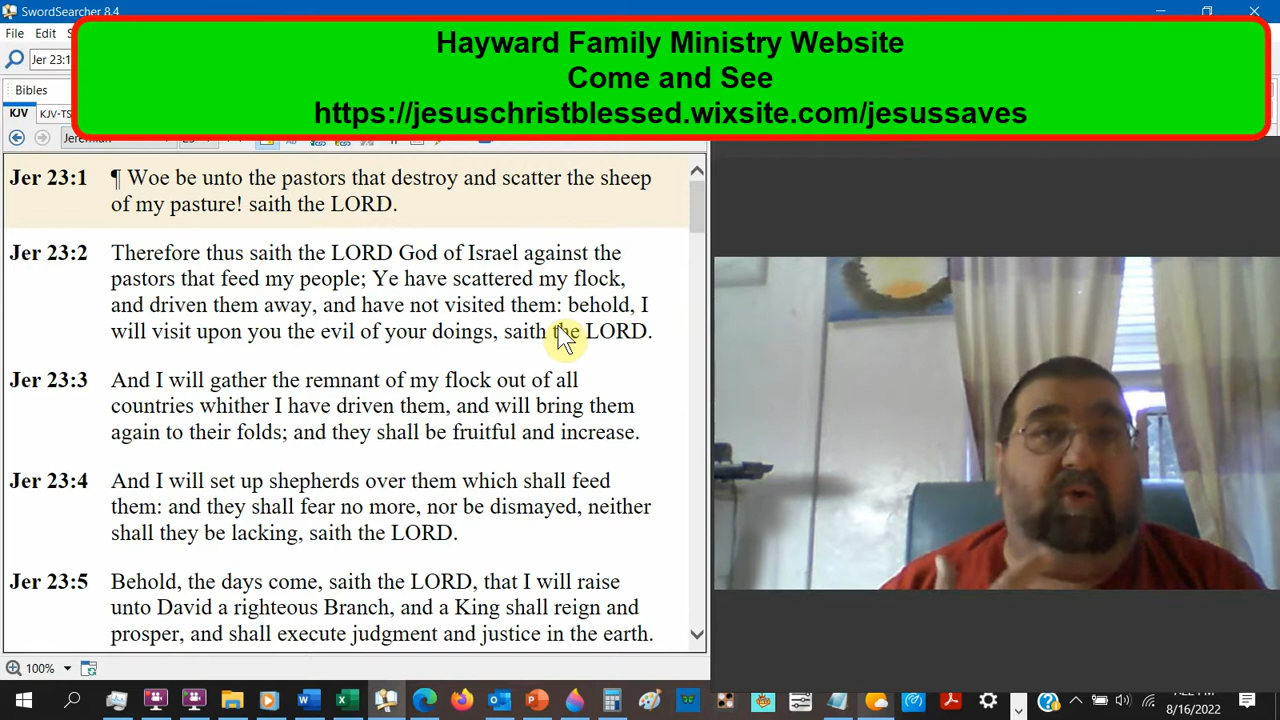 SwordSearcher 8.4
File Edit
Hayward Family Ministry Website
Come and See
https://jesuschristblessed.wixsite.com/jesussaves
Jer 23:1
Bibles
KJV KJV-TS
Jer 23:1 ¶ Woe be unto the pastors that destroy and scatter the sheep
of my pasture! saith the LORD.
Jer 23:2 Therefore thus saith the LORD God of Israel against the
pastors that feed my people; Ye have scattered my flock,
and driven them away, and have not visited them: behold, I
will visit upon you the evil of your doings, saith the LORD.
Jer 23:3 And I will gather the remnant of my flock out of all
countries whither I have driven them, and will bring them
again to their folds; and they shall be fruitful and increase.
Jer 23:4 And I will set up shepherds over them which shall feed
them: and they shall fear no more, nor be dismayed, neither
shall they be lacking, saith the LORD.
Jer 23:5 Behold, the days come, saith the LORD, that I will raise
unto David a righteous Branch, and a King shall reign and
prosper, and shall execute judgment and justice in the earth.
100%
8/16/2022